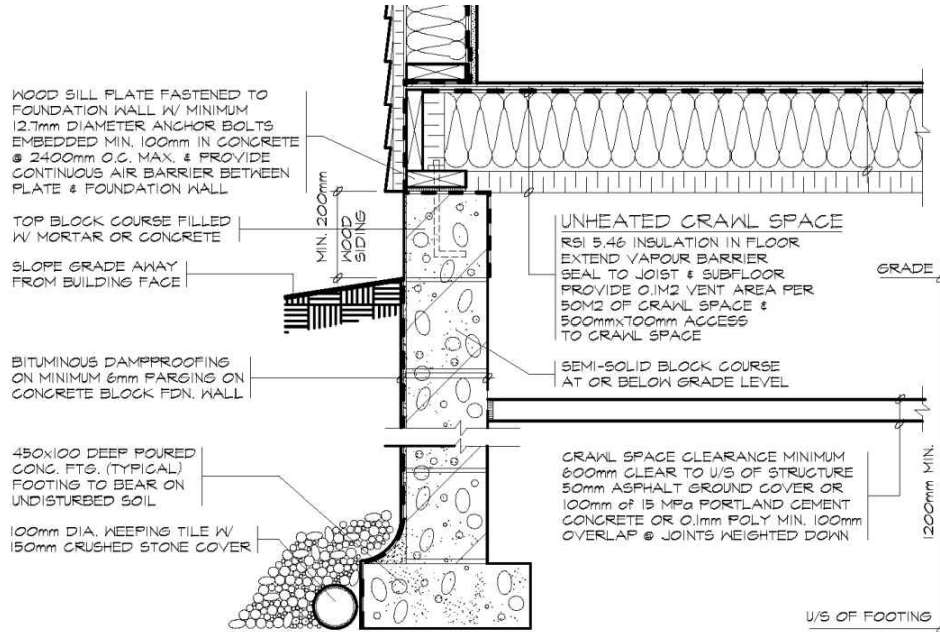 WOOD SILL PLATE FASTENED TO
FOUNDATION WALL W/ MINIMUM
12.7mm DIAMETER ANCHOR BOLTS
EMBEDDED MIN. 100mm IN CONCRETE
@ 2400mm O.C. MAX. & PROVIDE
CONTINUOUS AIR BARRIER BETWEEN
PLATE & FOUNDATION WALL
TOP BLOCK COURSE FILLED
W/ MORTAR OR CONCRETE
SLOPE GRADE AWAY
FROM BUILDING FACE
MIN. 200mm
WOOD
SIDING
BITUMINOUS DAMPPROOFING
ON MINIMUM 6mm PARGING ON
CONCRETE BLOCK FDN. WALL
450x100 DEEP POURED
CONC. FTG. (TYPICAL)
FOOTING TO BEAR ON
UNDISTURBED SOIL
100mm DIA. WEEPING TILE W/
150mm CRUSHED STONE COVER
UNHEATED CRAWL SPACE
RSI 5.46 INSULATION IN FLOOR
EXTEND VAPOUR BARRIER
SEAL TO JOIST & SUBFLOOR
PROVIDE 0.1M2 VENT AREA PER
50M2 OF CRAWL SPACE &
500mmx700mm ACCESS
TO CRAWL SPACE
SEMI-SOLID BLOCK COURSE
AT OR BELOW GRADE LEVEL
CRAWL SPACE CLEARANCE MINIMUM
600mm CLEAR TO U/S OF STRUCTURE
50mm ASPHALT GROUND COVER OR
100mm of 15 MPa PORTLAND CEMENT
CONCRETE OR 0.1mm POLY MIN. 100mm
OVERLAP @ JOINTS WEIGHTED DOWN
GRADE
1200mm MIN.
U/S OF FOOTING